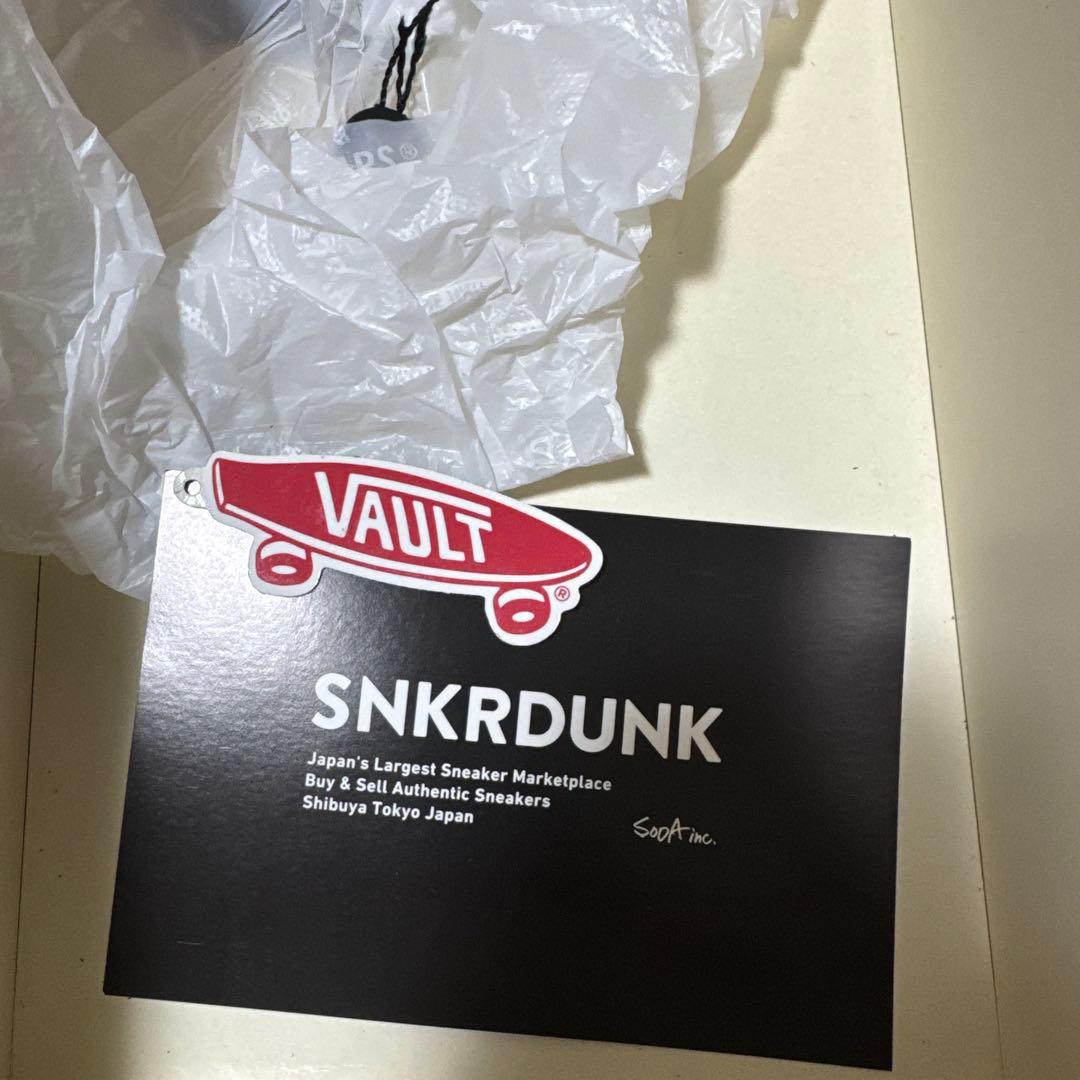 VAULT
®
SNKRDUNK
Japan's Largest Sneaker Marketplace
Buy & Sell Authentic Sneakers
Shibuya Tokyo Japan
SODA inc.